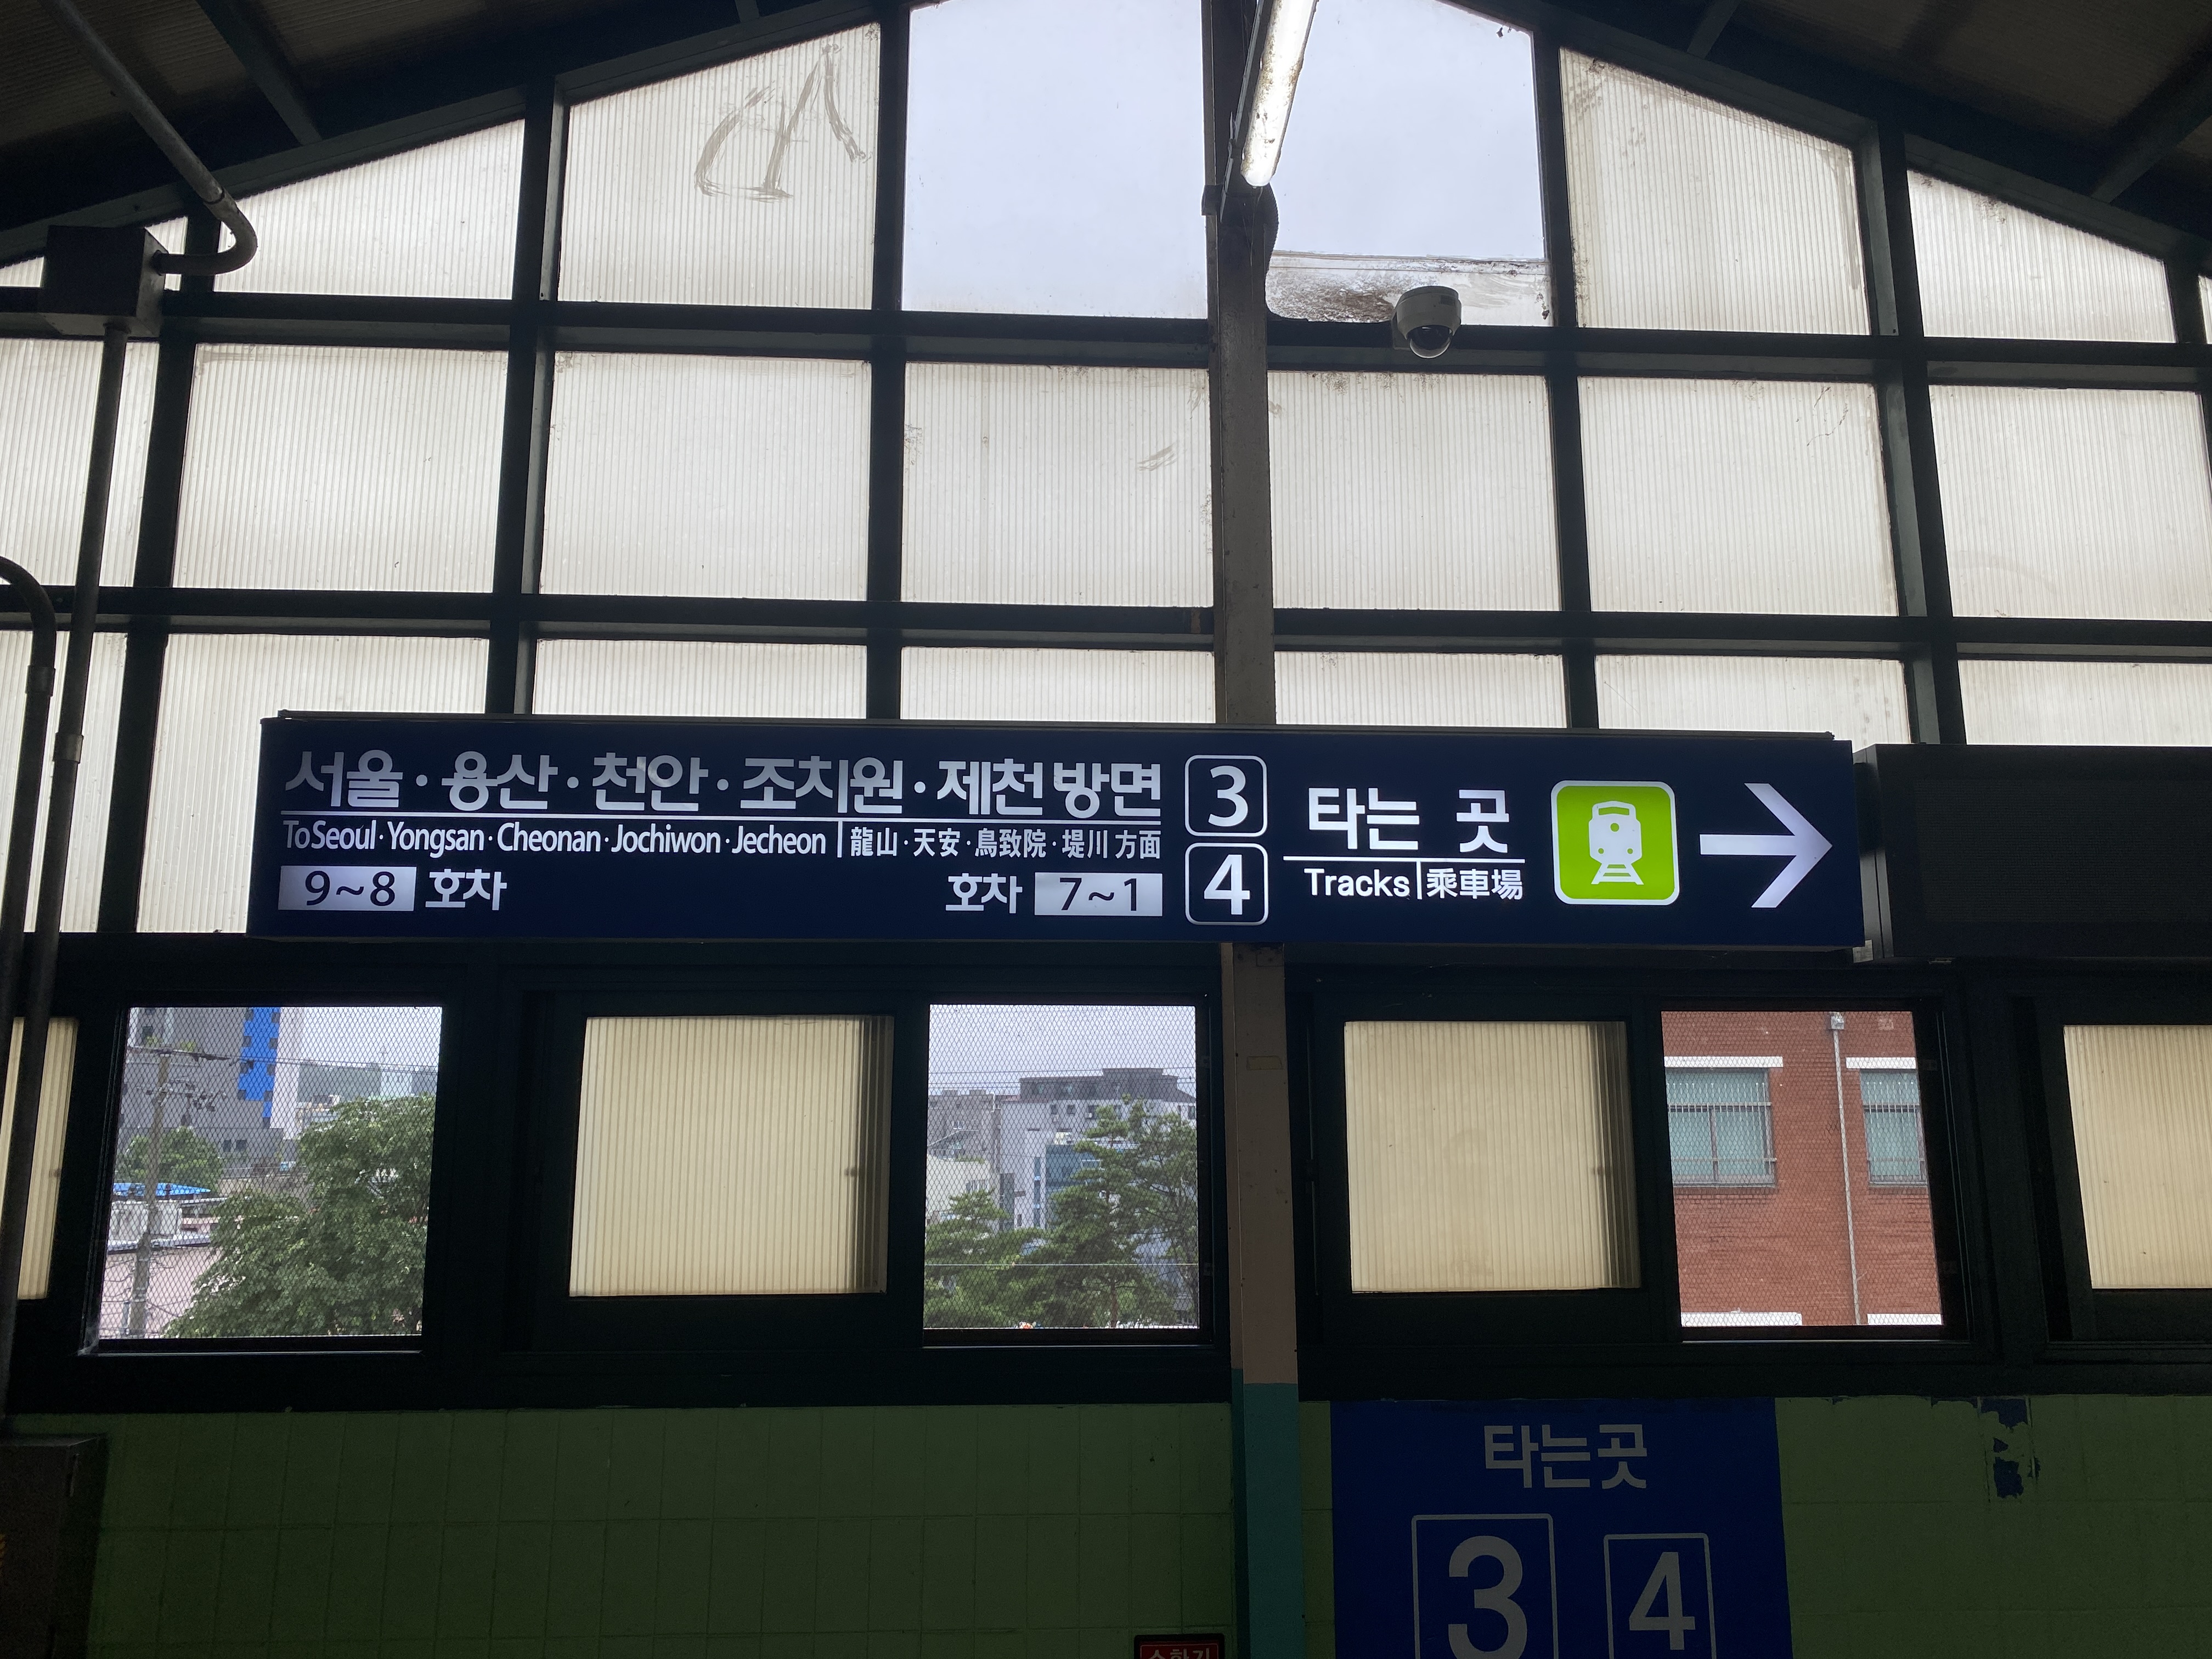 서울·용산·천안·조치원·제천 방면
To Seoul·Yongsan·Cheonan·Jochiwon·Jecheon | 龍山·天安·鳥致院·堤川 方面
9~8 호차
호차 7~1
3
4
타는 곳
Tracks | 乘車場
타는곳
3 4